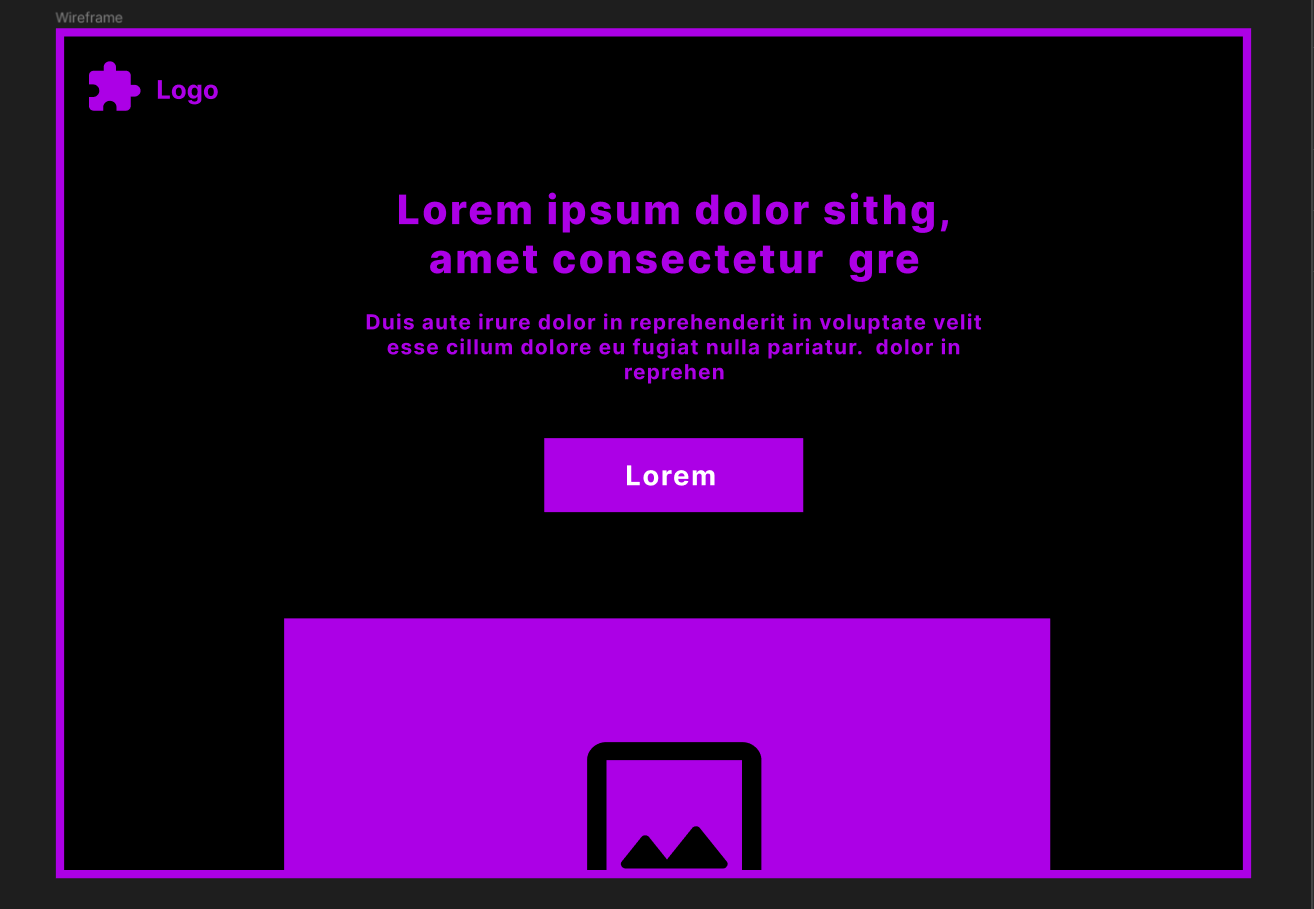 Wireframe
Logo
Lorem ipsum dolor sithg,
amet consectetur  gre
Duis aute irure dolor in reprehenderit in voluptate velit
esse cillum dolore eu fugiat nulla pariatur.  dolor in
reprehen
Lorem